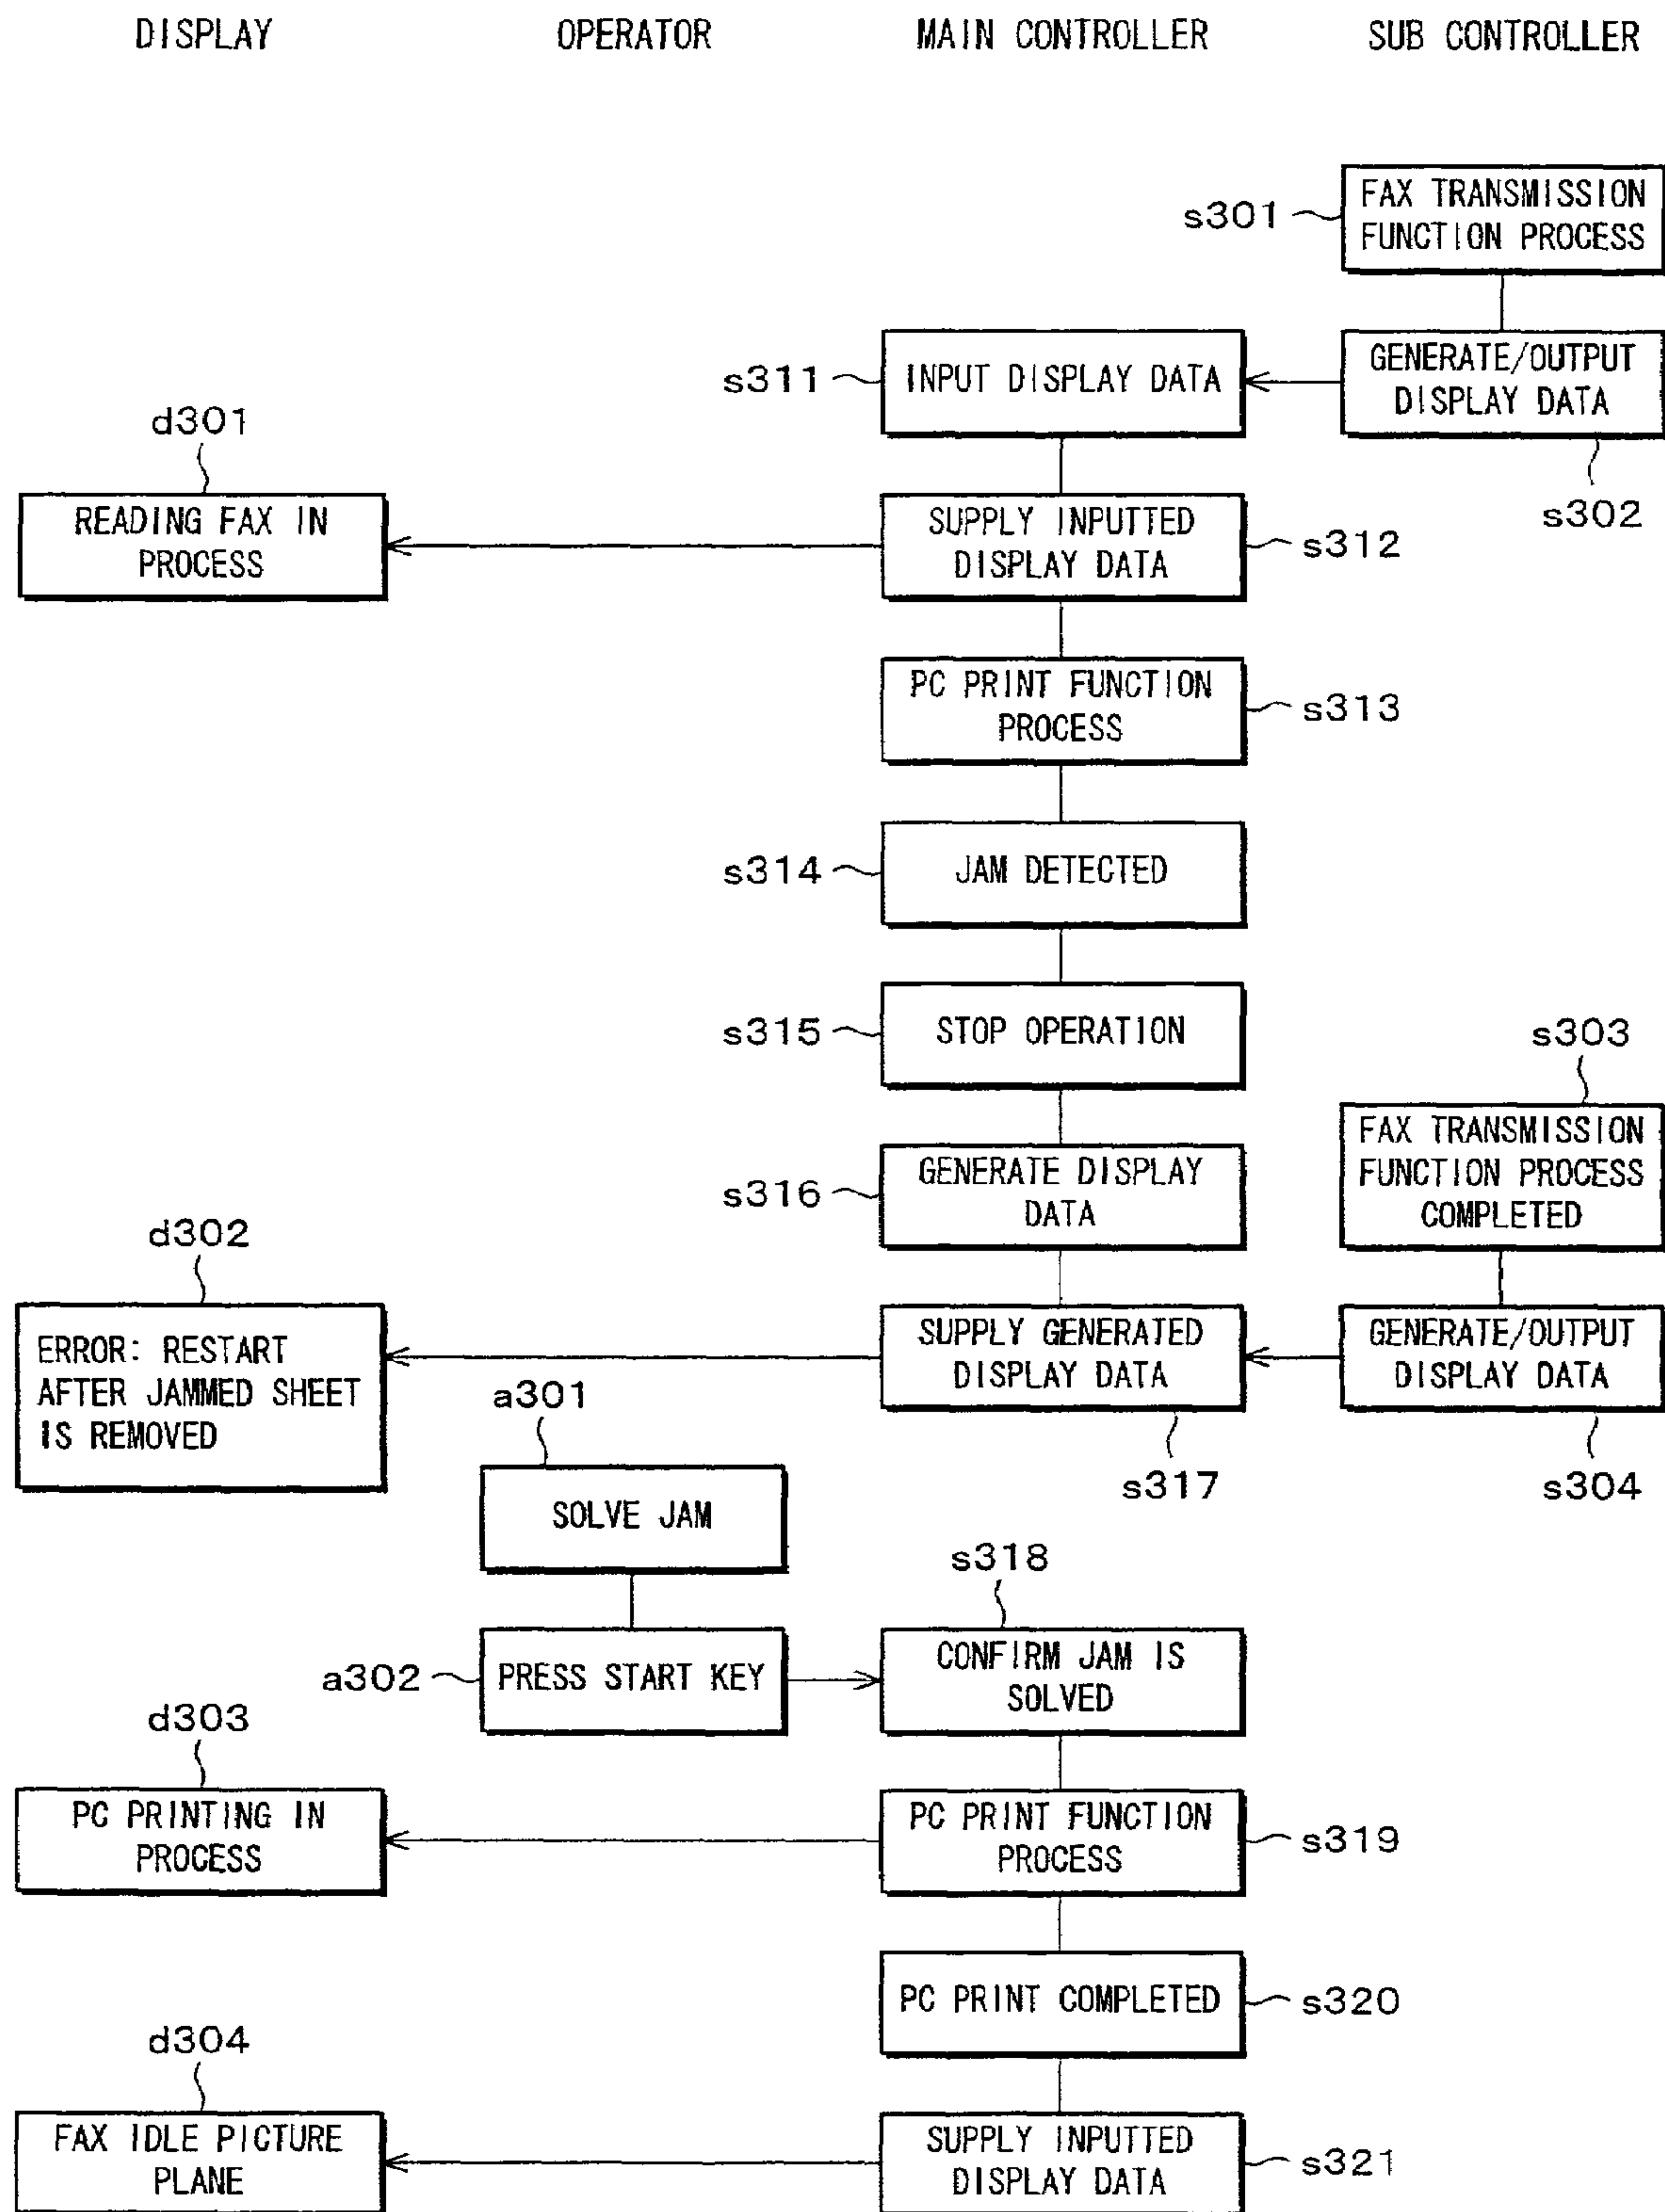 DISPLAY
OPERATOR
MAIN CONTROLLER
SUB CONTROLLER
s301
FAX TRANSMISSION
FUNCTION PROCESS
s311
INPUT DISPLAY DATA
GENERATE/OUTPUT
DISPLAY DATA
s302
d301
READING FAX IN
PROCESS
SUPPLY INPUTTED
DISPLAY DATA
s312
PC PRINT FUNCTION
PROCESS
s313
s314
JAM DETECTED
s315
STOP OPERATION
s303
FAX TRANSMISSION
FUNCTION PROCESS
COMPLETED
s316
GENERATE DISPLAY
DATA
d302
ERROR: RESTART
AFTER JAMMED SHEET
IS REMOVED
SUPPLY GENERATED
DISPLAY DATA
s317
GENERATE/OUTPUT
DISPLAY DATA
s304
a301
SOLVE JAM
a302
PRESS START KEY
s318
CONFIRM JAM IS
SOLVED
d303
PC PRINTING IN
PROCESS
PC PRINT FUNCTION
PROCESS
s319
PC PRINT COMPLETED
s320
d304
FAX IDLE PICTURE
PLANE
SUPPLY INPUTTED
DISPLAY DATA
s321